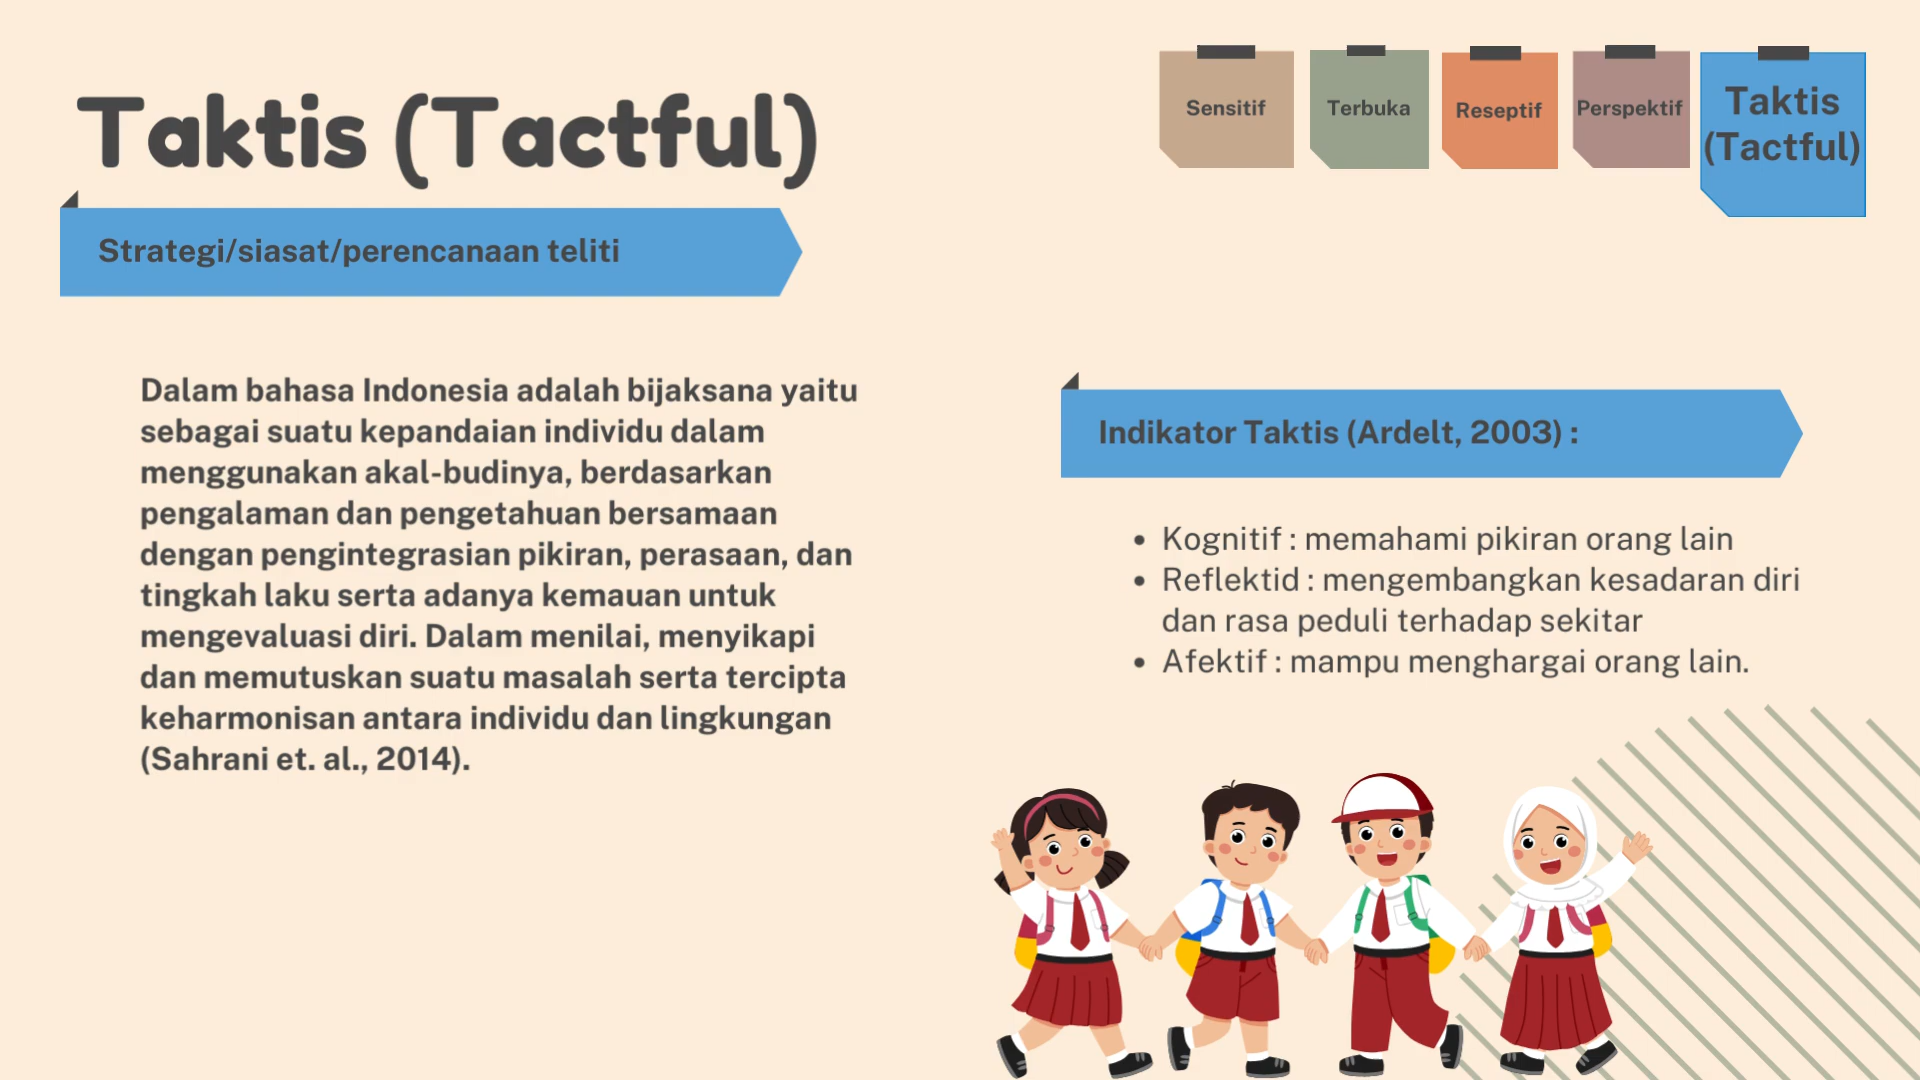 Taktis (Tactful)
Sensitif
Terbuka
Reseptif
Perspektif
Taktis
(Tactful)
Strategi/siasat/perencanaan teliti
Dalam bahasa Indonesia adalah bijaksana yaitu
sebagai suatu kepandaian individu dalam
menggunakan akal-budinya, berdasarkan
pengalaman dan pengetahuan bersamaan
dengan pengintegrasian pikiran, perasaan, dan
tingkah laku serta adanya kemauan untuk
mengevaluasi diri. Dalam menilai, menyikapi
dan memutuskan suatu masalah serta tercipta
keharmonisan antara individu dan lingkungan
(Sahrani et. al., 2014).
Indikator Taktis (Ardelt, 2003) :
• Kognitif : memahami pikiran orang lain
• Reflektid : mengembangkan kesadaran diri
dan rasa peduli terhadap sekitar
• Afektif : mampu menghargai orang lain.